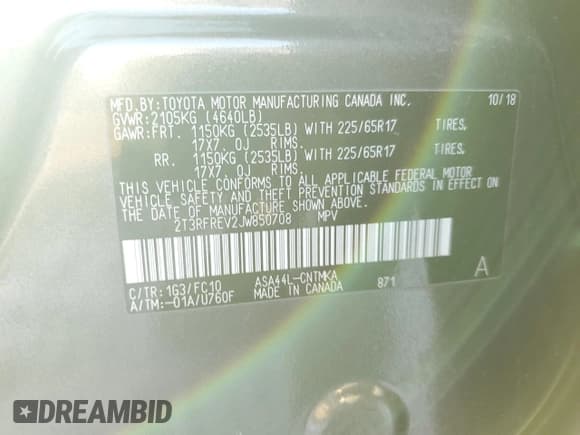 MFD.BY:TOYOTA MOTOR MANUFACTURING CANADA INC. 10/18
GVWR:2105KG (4640LB)
GAWR:FRT. 1150KG (2535LB) WITH 225/65R17 TIRES,
17X7.0J RIMS.
RR. 1150KG (2535LB) WITH 225/65R17 TIRES,
17X7.0J RIMS.
THIS VEHICLE CONFORMS TO ALL APPLICABLE FEDERAL MOTOR
VEHICLE SAFETY AND THEFT PREVENTION STANDARDS IN EFFECT ON
THE DATE OF MANUFACTURE SHOWN ABOVE.
2T3RFREV2JW850708 MPV
C/TR:1G3/FC10 ASA44L-CNTMKA 871 A
A/TM:-01A/U760F MADE IN CANADA
DREAMBID